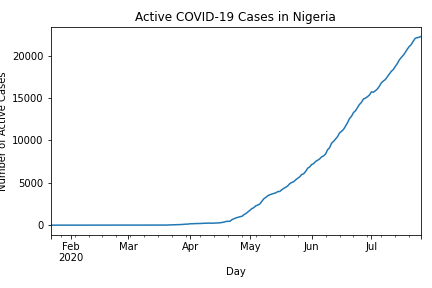 Active COVID-19 Cases in Nigeria
Number of Active Cases
20000
15000
10000
5000
0
Feb
2020
Mar
Apr
May
Jun
Jul
Day